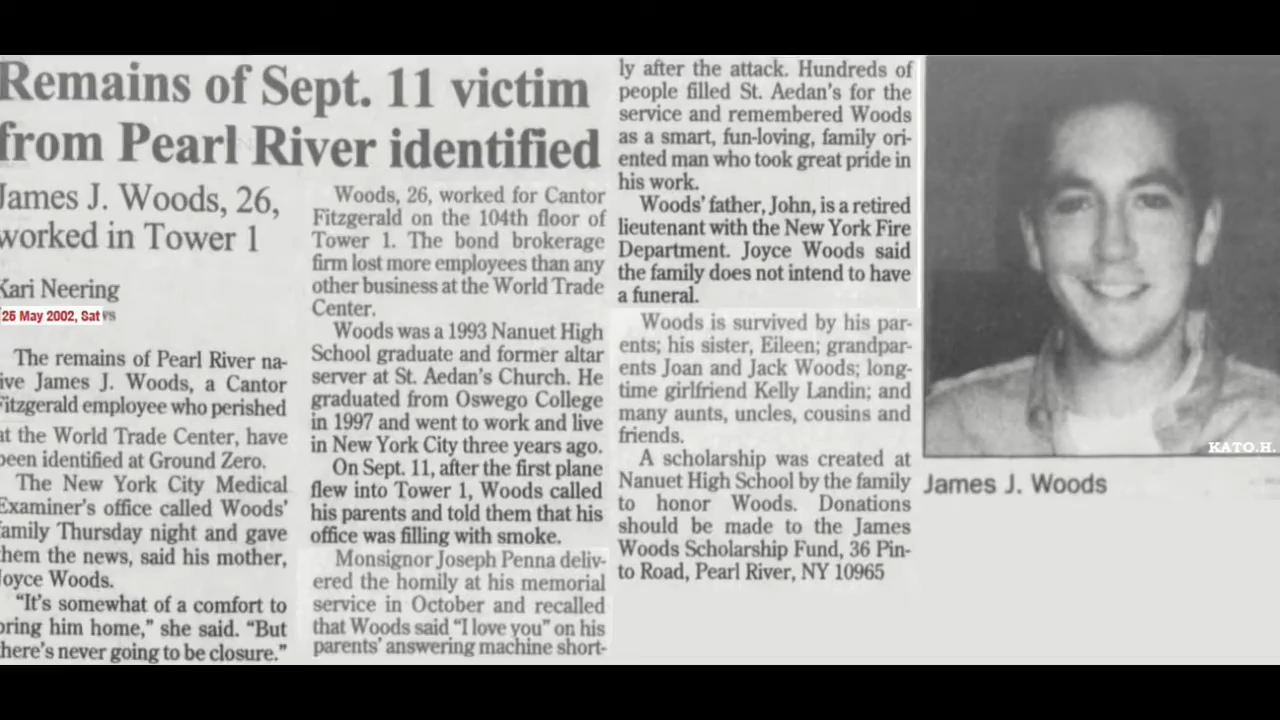 Remains of Sept. 11 victim
from Pearl River identified
James J. Woods, 26,
worked in Tower 1
Kari Neering
26 May 2002, Sat
The remains of Pearl River na-
ive James J. Woods, a Cantor
Fitzgerald employee who perished
at the World Trade Center, have
been identified at Ground Zero.
The New York City Medical
Examiner's office called Woods'
family Thursday night and gave
them the news, said his mother,
Joyce Woods.
“It's somewhat of a comfort to
bring him home,” she said. “But
there's never going to be closure.”
Woods, 26, worked for Cantor
Fitzgerald on the 104th floor of
Tower 1. The bond brokerage
firm lost more employees than any
other business at the World Trade
Center.
Woods was a 1993 Nanuet High
School graduate and former altar
server at St. Aedan's Church. He
graduated from Oswego College
in 1997 and went to work and live
in New York City three years ago.
On Sept. 11, after the first plane
flew into Tower 1, Woods called
his parents and told them that his
office was filling with smoke.
Monsignor Joseph Penna deliv-
ered the homily at his memorial
service in October and recalled
that Woods said “I love you” on his
parents' answering machine short-
ly after the attack. Hundreds of
people filled St. Aedan's for the
service and remembered Woods
as a smart, fun-loving, family ori-
ented man who took great pride in
his work.
Woods' father, John, is a retired
lieutenant with the New York Fire
Department. Joyce Woods said
the family does not intend to have
a funeral.
Woods is survived by his par-
ents; his sister, Eileen; grandpar-
ents Joan and Jack Woods; long-
time girlfriend Kelly Landin; and
many aunts, uncles, cousins and
friends.
A scholarship was created at
Nanuet High School by the family
to honor Woods. Donations
should be made to the James
Woods Scholarship Fund, 36 Pin-
to Road, Pearl River, NY 10965
KATO.H.
James J. Woods